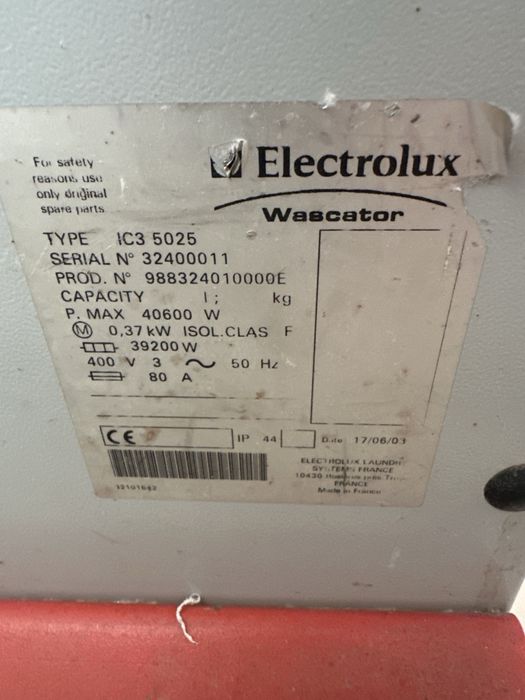 For safety
reasons use
only original
spare parts
Electrolux
Wascator
TYPE IC3 5025
SERIAL N° 32400011
PROD. N° 988324010000E
CAPACITY l ; kg
P. MAX 40600 W
M 0,37 kW ISOL.CLAS F
39200 W
400 V 3 ~ 50 Hz
80 A
CE IP 44 Date 17/06/03
ELECTROLUX LAUNDRY
SYSTEMS FRANCE
10430
FRANCE
Made in France
32101642